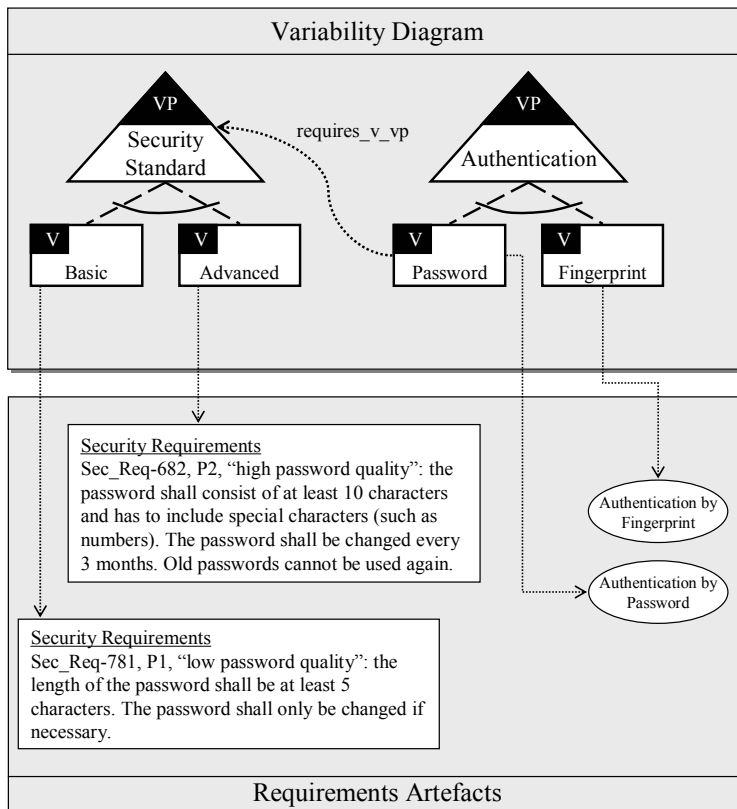 Variability Diagram
VP
Security
Standard
requires_v_vp
VP
Authentication
V
Basic
V
Advanced
V
Password
V
Fingerprint
Security Requirements
Sec_Req-682, P2, “high password quality”: the
password shall consist of at least 10 characters
and has to include special characters (such as
numbers). The password shall be changed every
3 months. Old passwords cannot be used again.
Authentication by
Fingerprint
Authentication by
Password
Security Requirements
Sec_Req-781, P1, “low password quality”: the
length of the password shall be at least 5
characters. The password shall only be changed if
necessary.
Requirements Artefacts